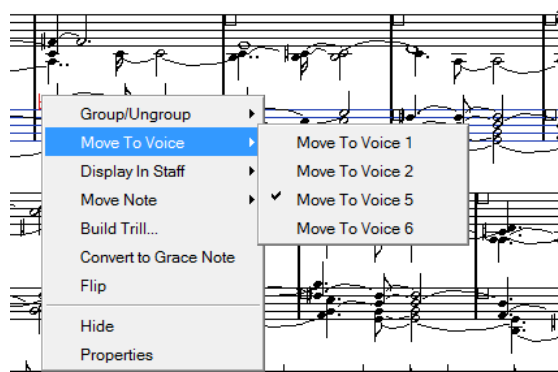 Group/Ungroup
Move To Voice
Display In Staff
Move Note
Build Trill...
Convert to Grace Note
Flip
Hide
Properties
Move To Voice 1
Move To Voice 2
Move To Voice 5
Move To Voice 6